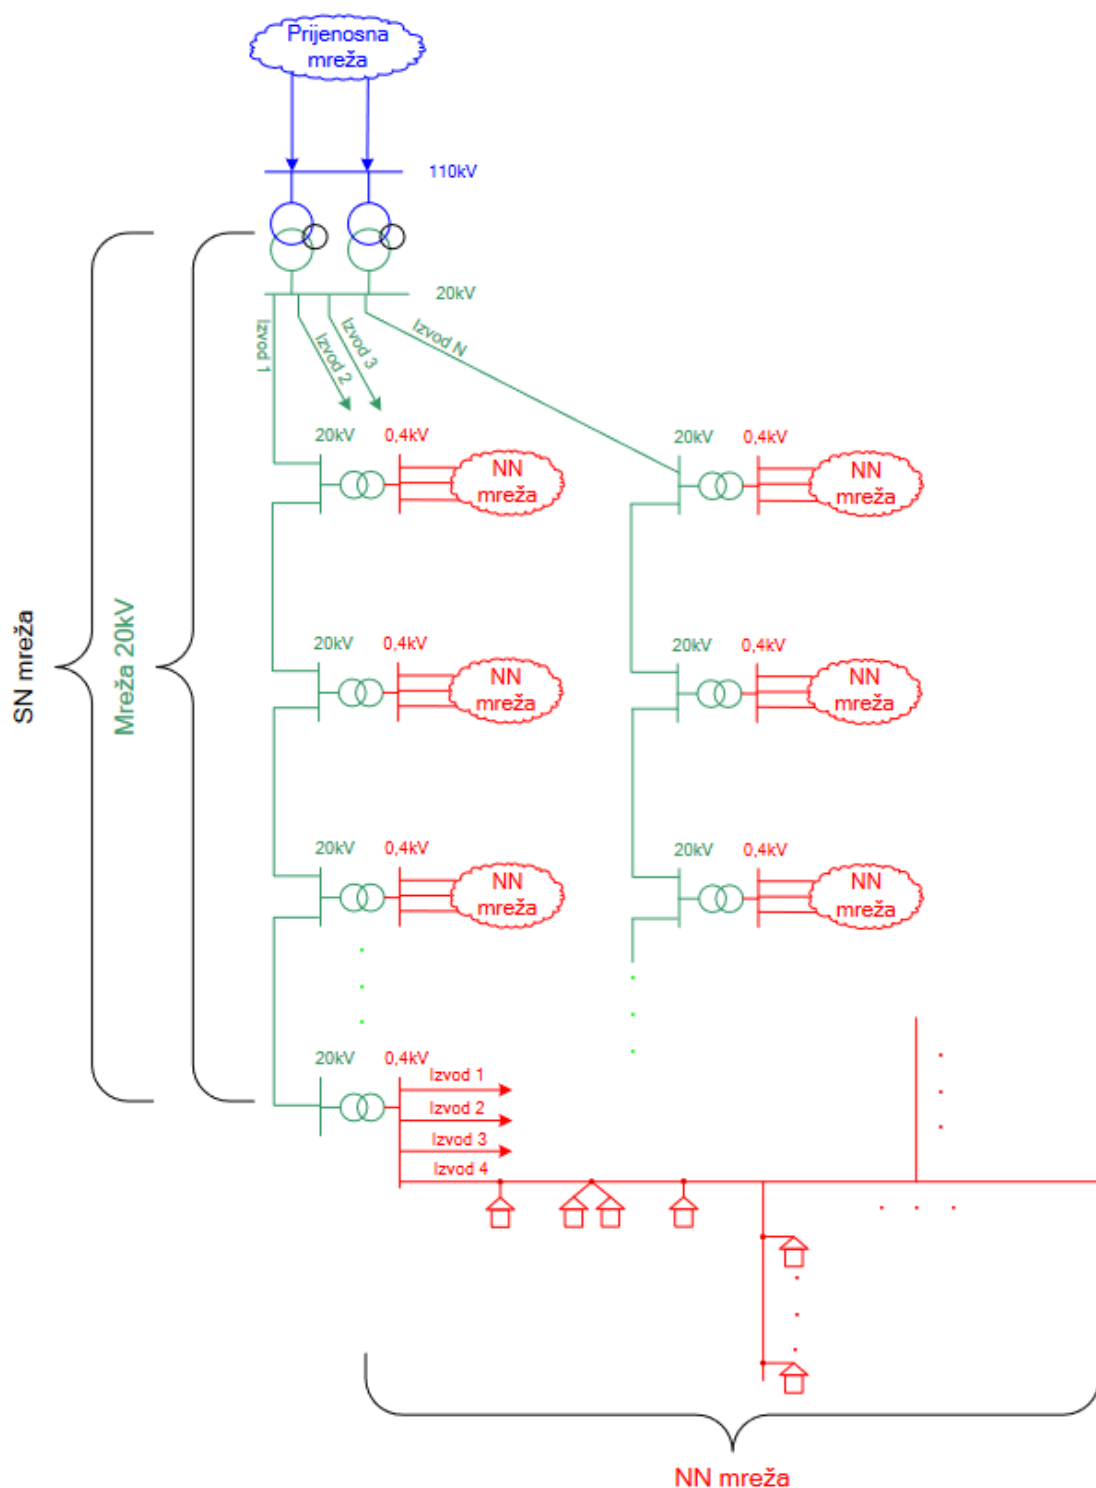 Prijenosna
mreža
110kV
20kV
Izvod 1
Izvod 2
Izvod 3
Izvod N
20kV 0,4kV
NN
mreža
20kV 0,4kV
NN
mreža
SN mreža
Mreža 20kV
20kV 0,4kV
NN
mreža
20kV 0,4kV
NN
mreža
20kV 0,4kV
NN
mreža
20kV 0,4kV
NN
mreža
20kV 0,4kV
Izvod 1
Izvod 2
Izvod 3
Izvod 4
NN mreža